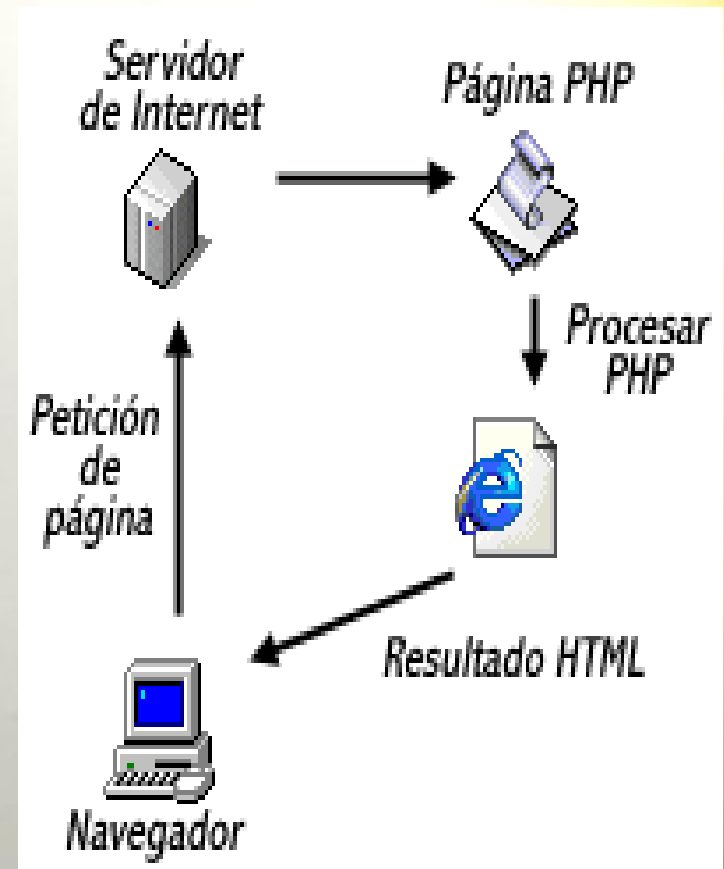 Servidor
de Internet
Página PHP
Procesar
PHP
Petición
de
página
Resultado HTML
Navegador